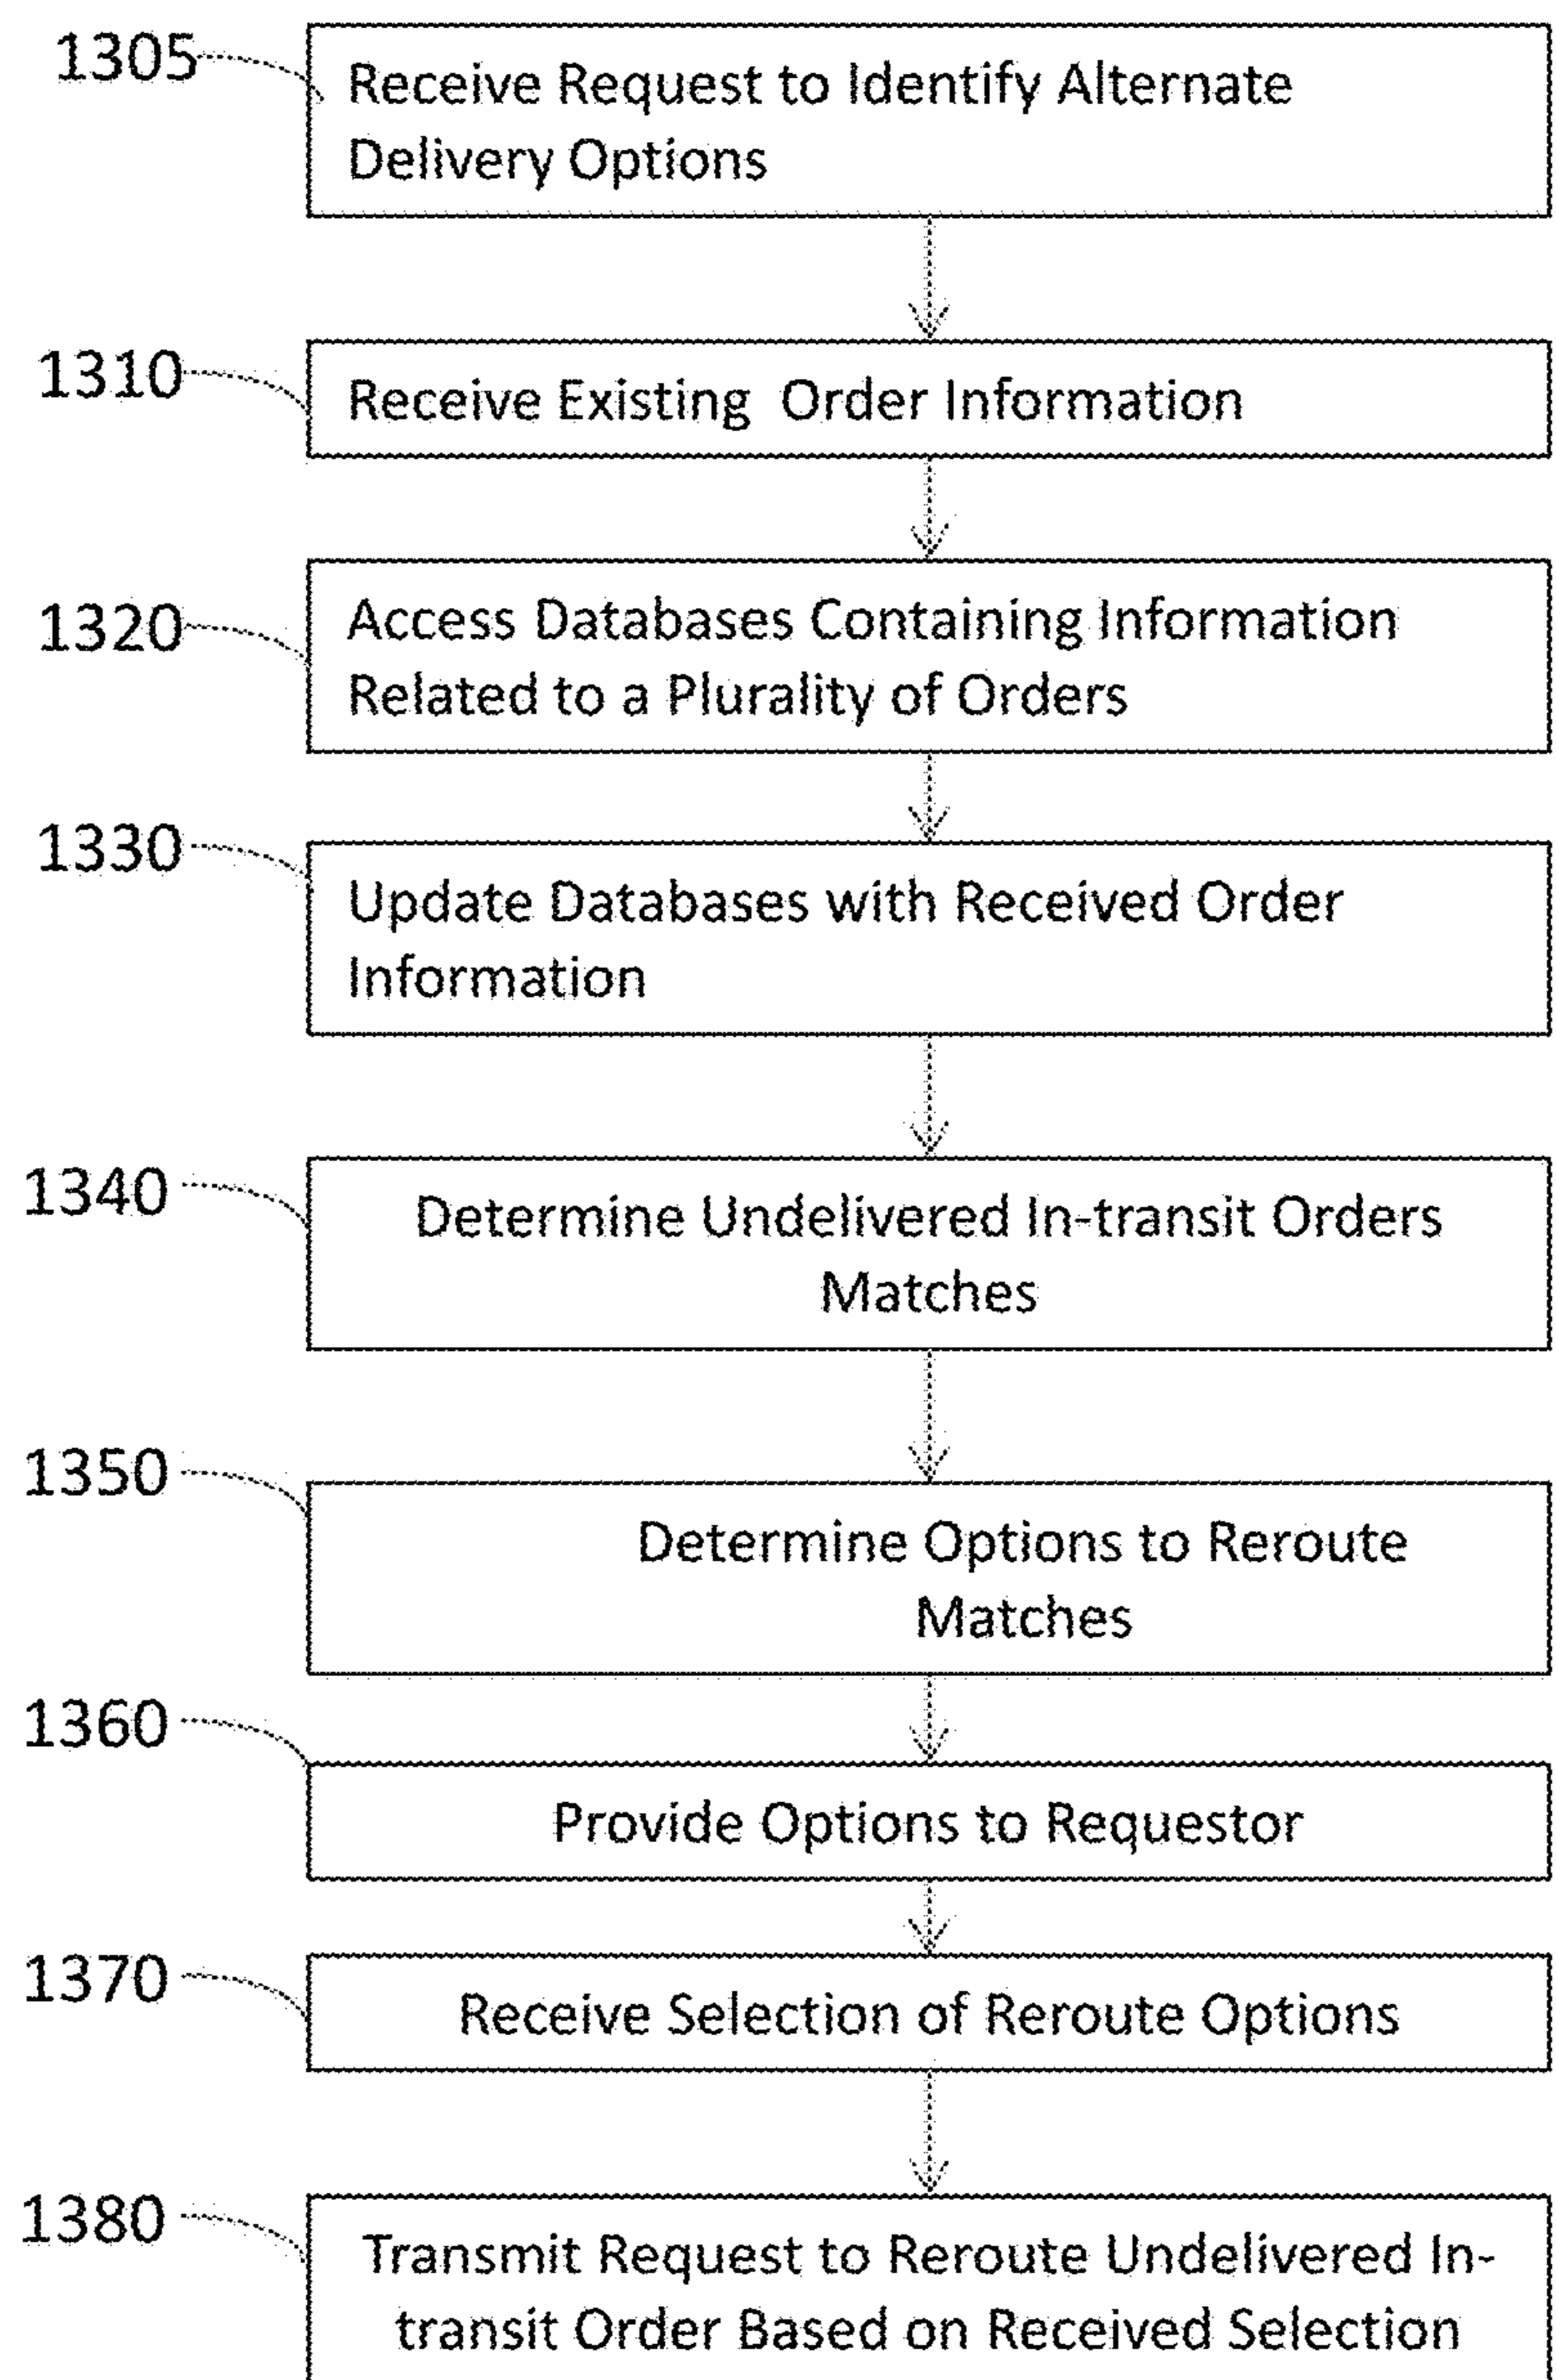 1305
Receive Request to Identify Alternate
Delivery Options
1310
Receive Existing Order Information
1320
Access Databases Containing Information
Related to a Plurality of Orders
1330
Update Databases with Received Order
Information
1340
Determine Undelivered In-transit Orders
Matches
1350
Determine Options to Reroute
Matches
1360
Provide Options to Requestor
1370
Receive Selection of Reroute Options
1380
Transmit Request to Reroute Undelivered In-
transit Order Based on Received Selection